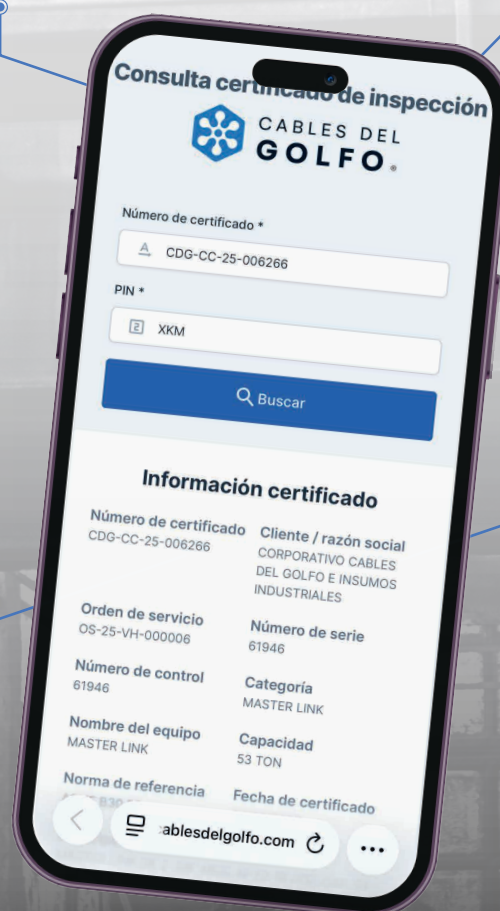 Consulta certificado de inspección
CABLES DEL
GOLFO
Número de certificado *
CDG-CC-25-006266
PIN *
XKM
Buscar
Información certificado
Número de certificado
CDG-CC-25-006266
Cliente / razón social
CORPORATIVO CABLES
DEL GOLFO E INSUMOS
INDUSTRIALES
Orden de servicio
OS-25-VH-000006
Número de serie
61946
Número de control
61946
Categoría
MASTER LINK
Nombre del equipo
MASTER LINK
Capacidad
53 TON
Norma de referencia
Fecha de certificado
ablesdelgolfo.com